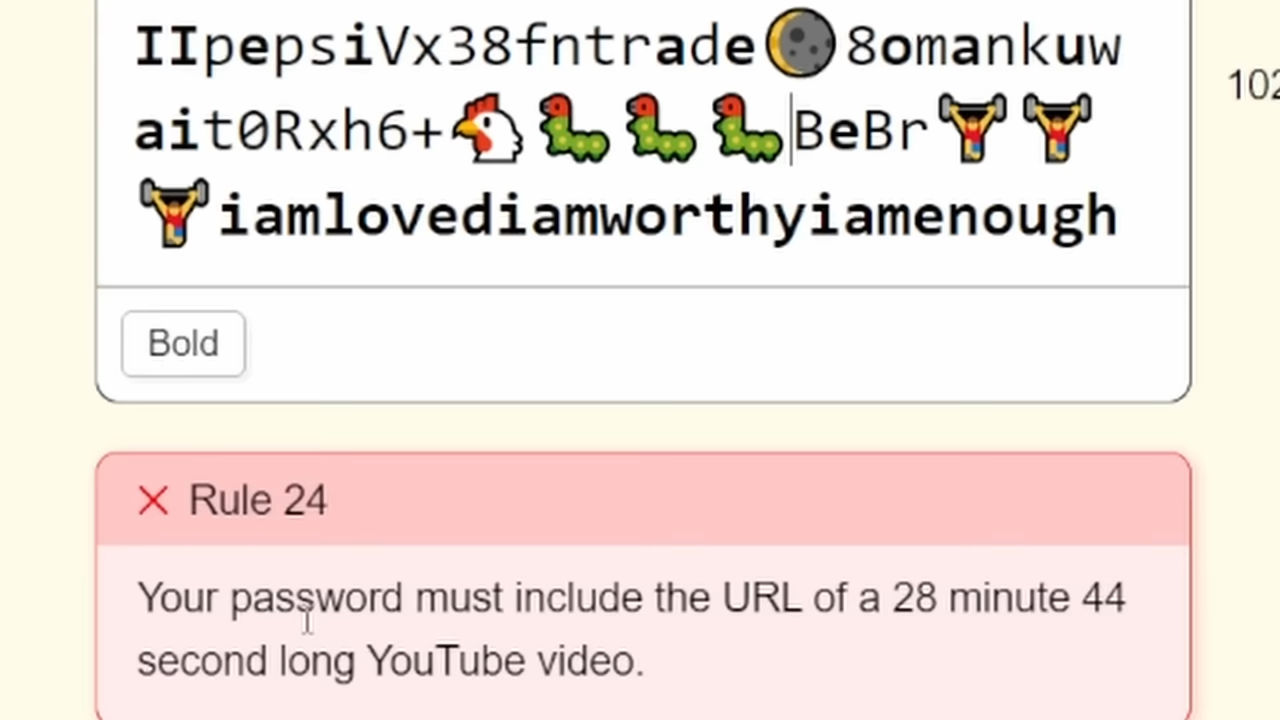 IIpepsiVx38fntrade🌘8omankuw
ait0Rxh6+🐔🐛🐛🐛BeBr🏋️🏋️
🏋️iamlovediamworthyiamenough
102
Bold
Rule 24
Your password must include the URL of a 28 minute 44
second long YouTube video.